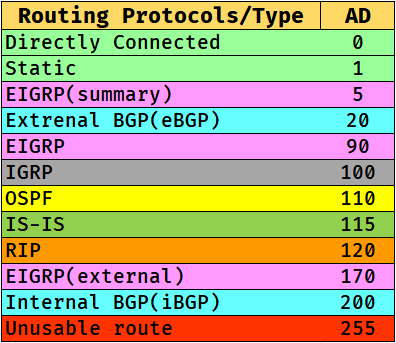 Routing Protocols/Type AD
Directly Connected 0
Static 1
EIGRP(summary) 5
Extrenal BGP(eBGP) 20
EIGRP 90
IGRP 100
OSPF 110
IS-IS 115
RIP 120
EIGRP(external) 170
Internal BGP(iBGP) 200
Unusable route 255